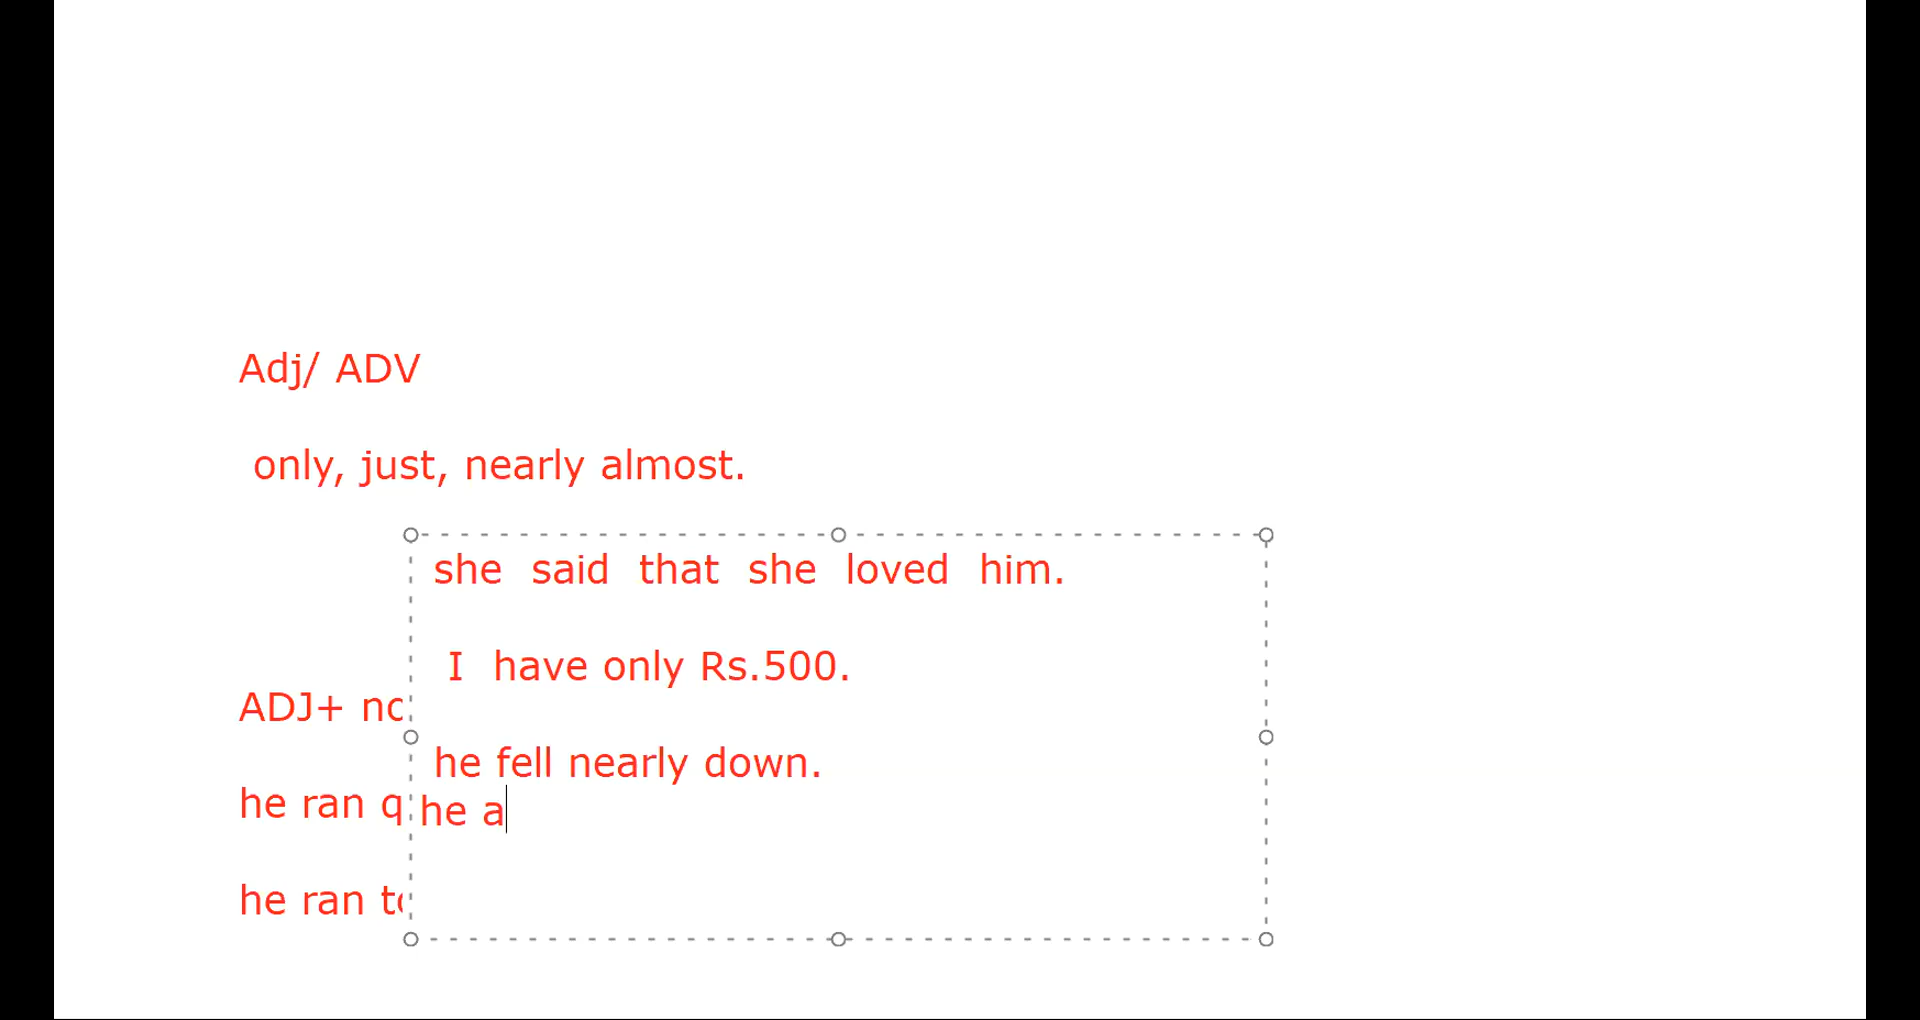 Adj/ ADV
only, just, nearly almost.
she said that she loved him.
I have only Rs.500.
ADJ+
he fell nearly down.
he ran
he a
he ran